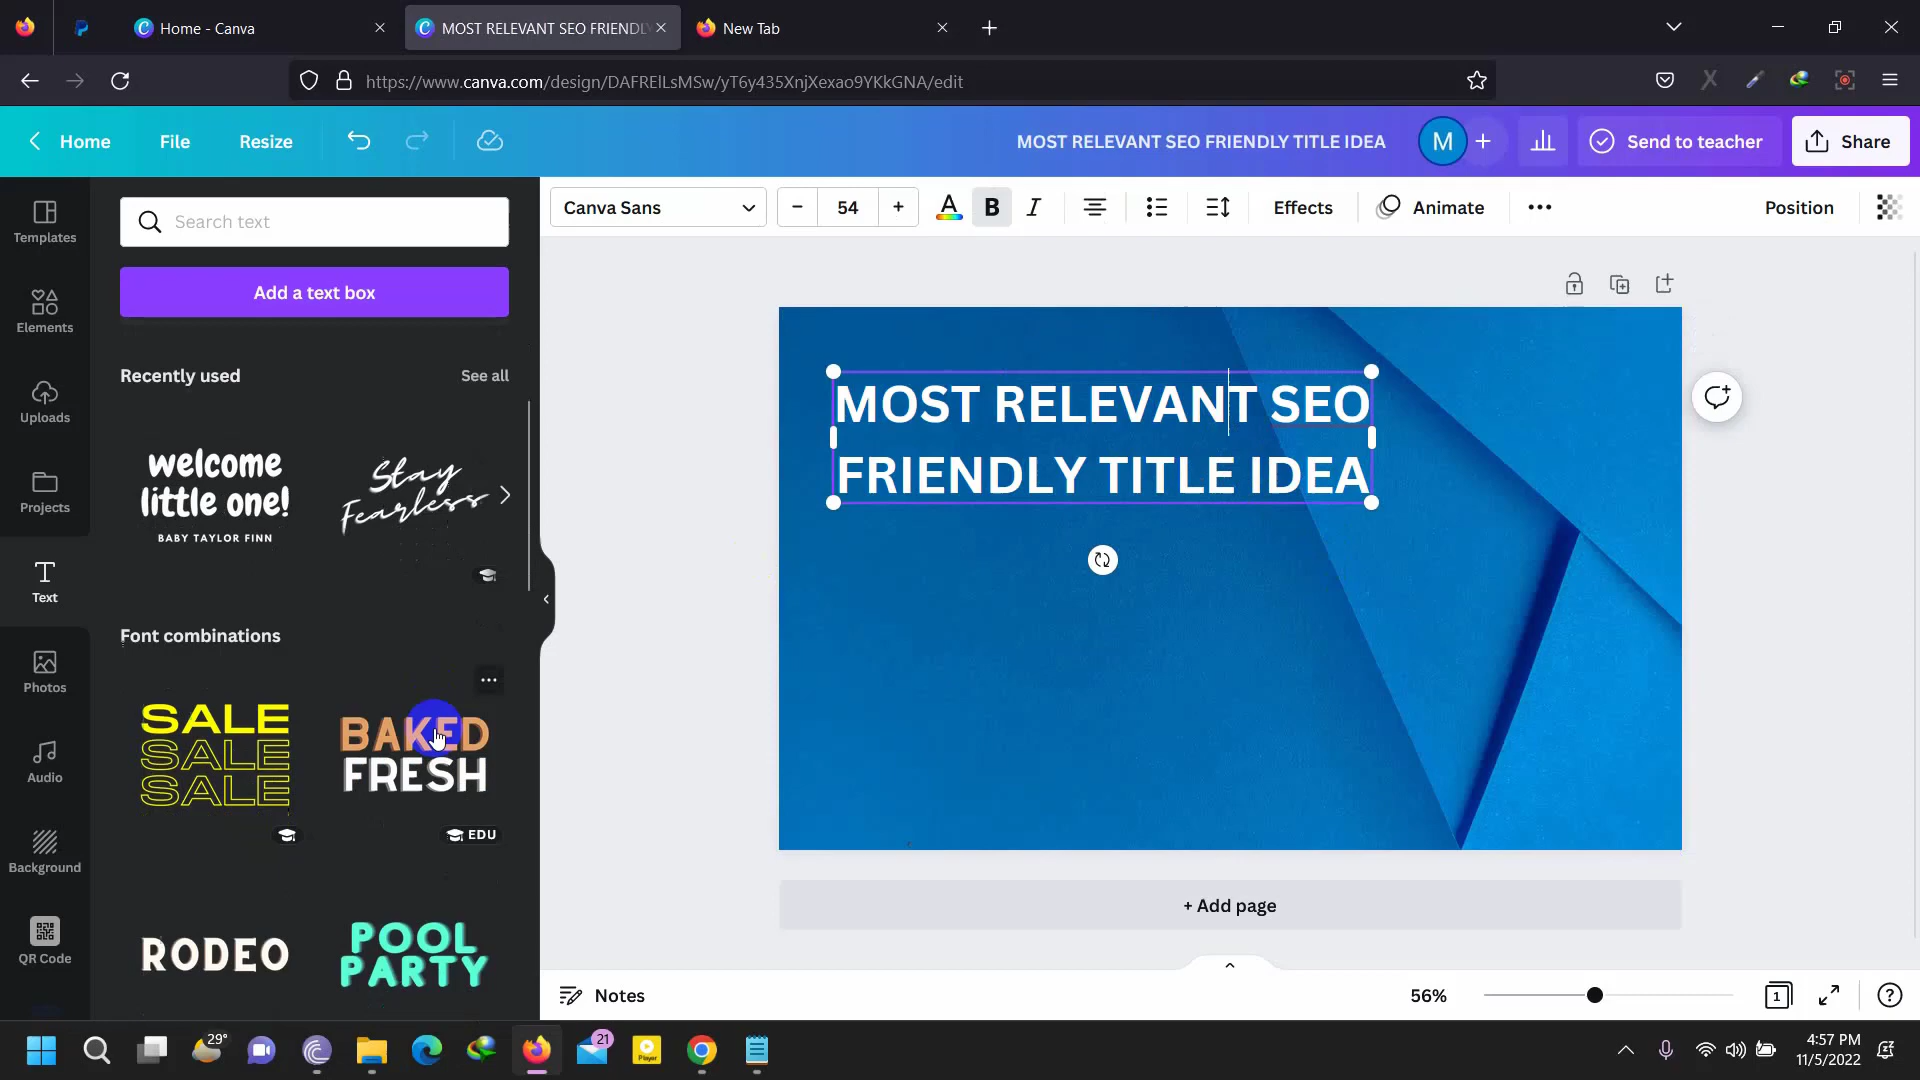 Home - Canva
MOST RELEVANT SEO FRIENDLY
New Tab
https://www.canva.com/design/DAFRElLsMSw/yT6y435XnjXexao9YKkGNA/edit
Home
File
Resize
MOST RELEVANT SEO FRIENDLY TITLE IDEA
M
Send to teacher
Share
Canva Sans
54
A
B
I
Effects
Animate
Position
Templates
Elements
Uploads
Projects
Text
Photos
Audio
Background
QR Code
Search text
Add a text box
Recently used
See all
welcome
little one!
BABY TAYLOR FINN
Stay
Fearless
Font combinations
SALE
SALE
SALE
BAKED
FRESH
EDU
RODEO
POOL
PARTY
MOST RELEVANT SEO
FRIENDLY TITLE IDEA
+ Add page
Notes
56%
1
29°
21
Player
4:57 PM
11/5/2022